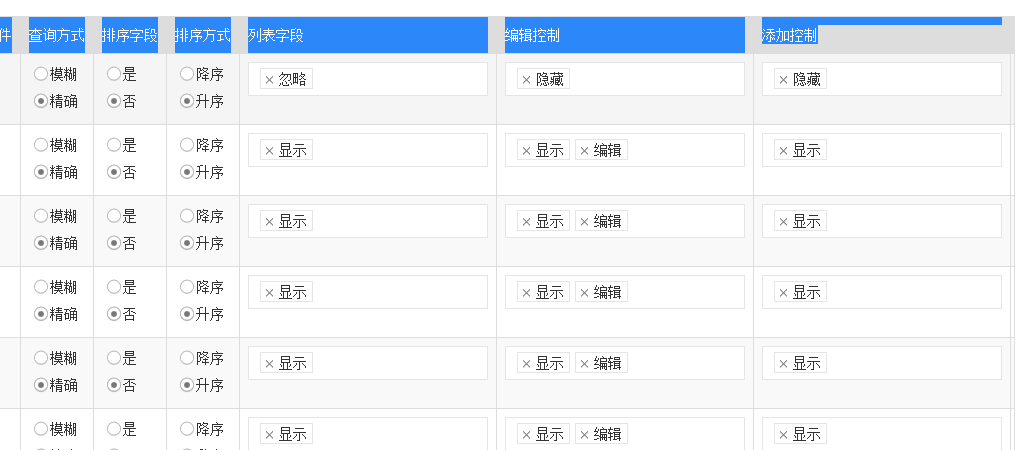 件 查询方式 排序字段 排序方式 列表字段 编辑控制 添加控制
模糊 是 降序 × 忽略 × 隐藏 × 隐藏
精确 否 升序
模糊 是 降序 × 显示 × 显示 × 编辑 × 显示
精确 否 升序
模糊 是 降序 × 显示 × 显示 × 编辑 × 显示
精确 否 升序
模糊 是 降序 × 显示 × 显示 × 编辑 × 显示
精确 否 升序
模糊 是 降序 × 显示 × 显示 × 编辑 × 显示
精确 否 升序
模糊 是 降序 × 显示 × 显示 × 编辑 × 显示